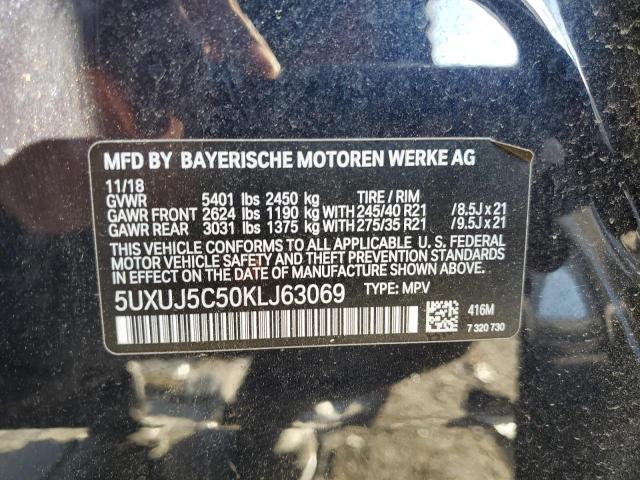 MFD BY BAYERISCHE MOTOREN WERKE AG
11/18
GVWR 5401 lbs 2450 kg TIRE / RIM
GAWR FRONT 2624 lbs 1190 kg WITH 245/40 R21 /8.5J x 21
GAWR REAR 3031 lbs 1375 kg WITH 275/35 R21 /9.5J x 21
THIS VEHICLE CONFORMS TO ALL APPLICABLE U. S. FEDERAL
MOTOR VEHICLE SAFETY AND THEFT PREVENTION STANDARDS
IN EFFECT ON THE DATE OF MANUFACTURE SHOWN ABOVE.
5UXUJ5C50KLJ63069 TYPE: MPV
416M
7 320 730